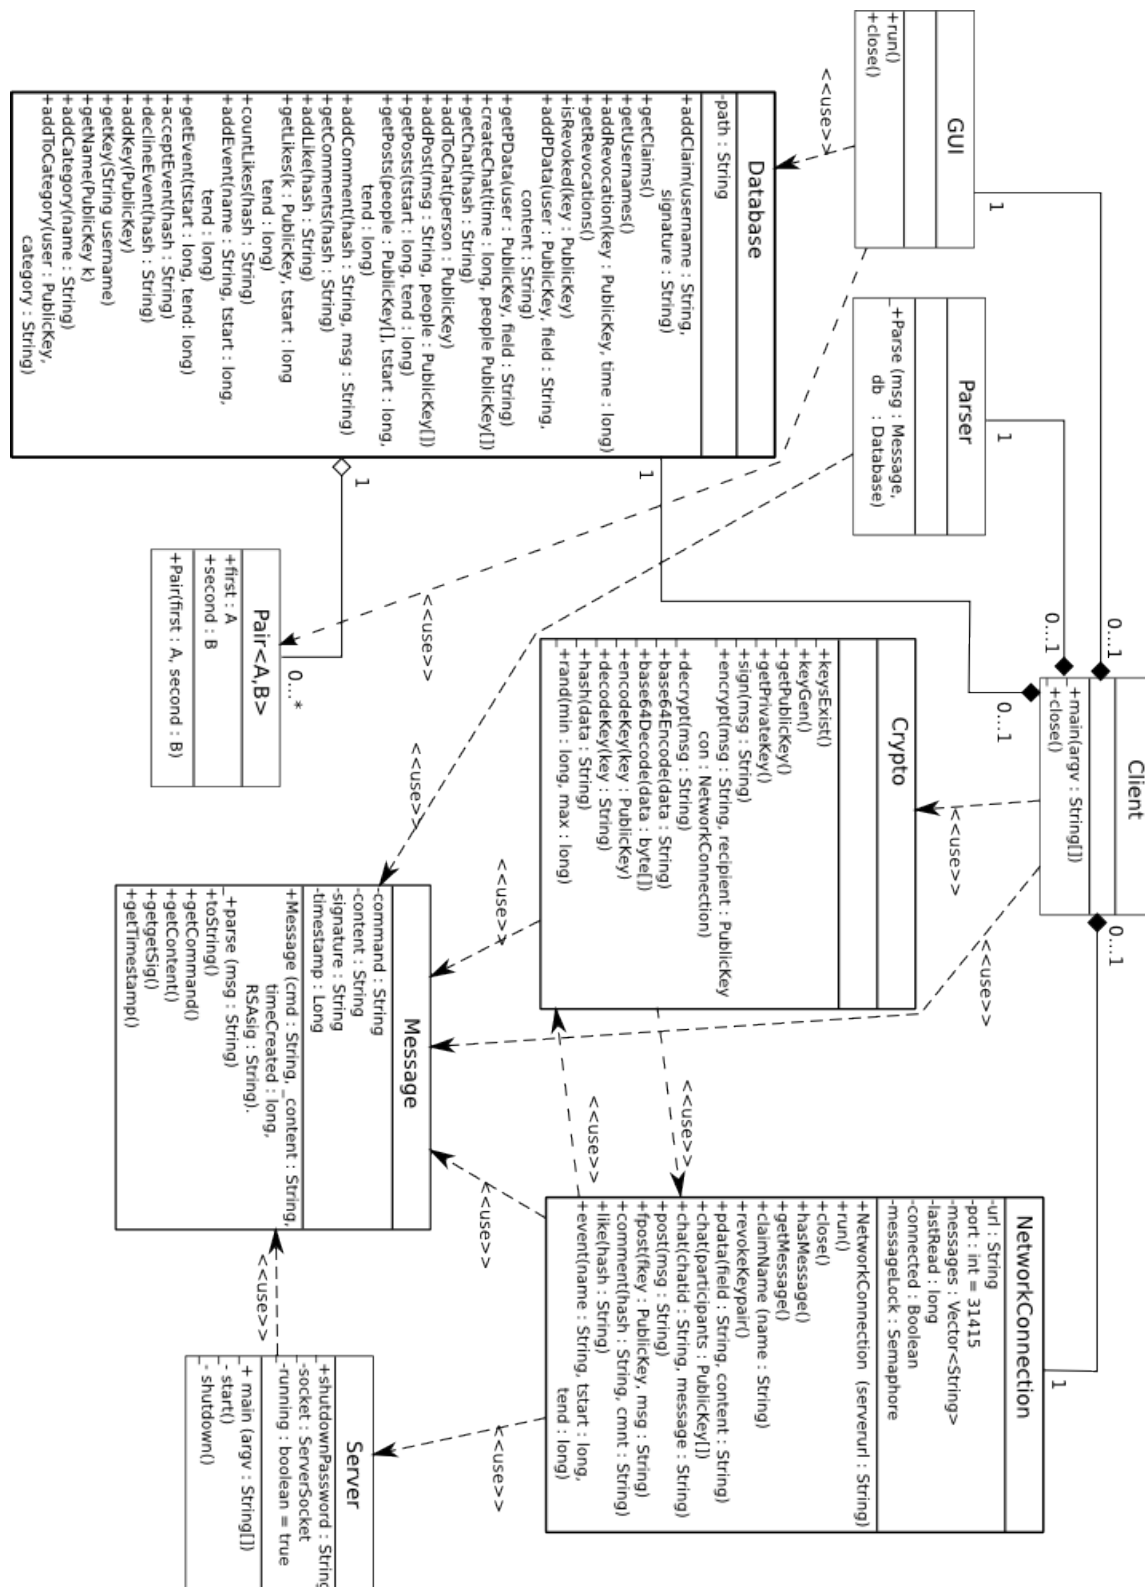 Client
_+main(argv : String[])
_+close()
GUI
+run()
+close()
Parser
_+Parse (msg : Message,
db : Database)
Database
-path : String
+addClaim(username : String,
signature : String)
+getClaims()
+getUsernames()
+addRevocation(key : PublicKey, time : long)
+getRevocations()
+isRevoked(key : PublicKey)
+addPData(user : PublicKey, field : String,
content : String)
+getPData(user : PublicKey, field : String)
+createChat(time : long, people PublicKey[])
+getChat(hash : String)
+addToChat(person : PublicKey)
+addPost(msg : String, people : PublicKey[])
+getPosts(tstart : long, tend : long)
+getPosts(people : PublicKey[], tstart : long,
tend : long)
+addComment(hash : String, msg : String)
+getComments(hash : String)
+addLike(hash : String)
+getLikes(k : PublicKey, tstart : long
tend : long)
+countLikes(hash : String)
+addEvent(name : String, tstart : long,
tend : long)
+getEvent(tstart : long, tend: long)
+acceptEvent(hash : String)
+declineEvent(hash : String)
+addKey(PublicKey)
+getKey(String username)
+getName(PublicKey k)
+addCategory(name : String)
+addToCategory(user : PublicKey,
category : String)
Crypto
_+keysExist()
_+keyGen()
_+getPublicKey()
_+getPrivateKey()
_+sign(msg : String)
_+encrypt(msg : String, recipient : PublicKey
con : NetworkConnection)
_+decrypt(msg : String)
_+base64Encode(data : String)
_+base64Decode(data : byte[])
_+encodeKey(key : PublicKey)
_+decodeKey(key : String)
_+hash(data : String)
_+rand(min : long, max : long)
NetworkConnection
-url : String
-port : int = 31415
-messages : Vector<String>
-lastRead : long
-connected : Boolean
-messageLock : Semaphore
+NetworkConnection (serverurl : String)
+run()
+close()
+hasMessage()
+getMessage()
+claimName (name : String)
+revokeKeypair()
+pdata(field : String, content : String)
+chat(participants : PublicKey[])
+chat(chatid : String, message : String)
+post(msg : String)
+fpost(fkey : PublicKey, msg : String)
+comment(hash : String, cmnt : String)
+like(hash : String)
+event(name : String, tstart : long,
tend : long)
Pair<A,B>
+first : A
+second : B
+Pair(first : A, second : B)
Message
-command : String
-content : String
-signature : String
-timestamp : Long
+Message (cmd : String, _content : String,
timeCreated : long,
RSAsig : String).
_parse (msg : String)
+toString()
+getCommand()
+getContent()
+getgetSig()
+getTimestamp()
Server
_+shutdownPassword : String
_-socket : ServerSocket
_-running : boolean = true
_+ main (argv : String[])
_- start()
_- shutdown()
1
0...1
1
0...1
1
0...1
0...1
1
1
0...*
<<use>>
<<use>>
<<use>>
<<use>>
<<use>>
<<use>>
<<use>>
<<use>>
<<use>>
<<use>>
<<use>>